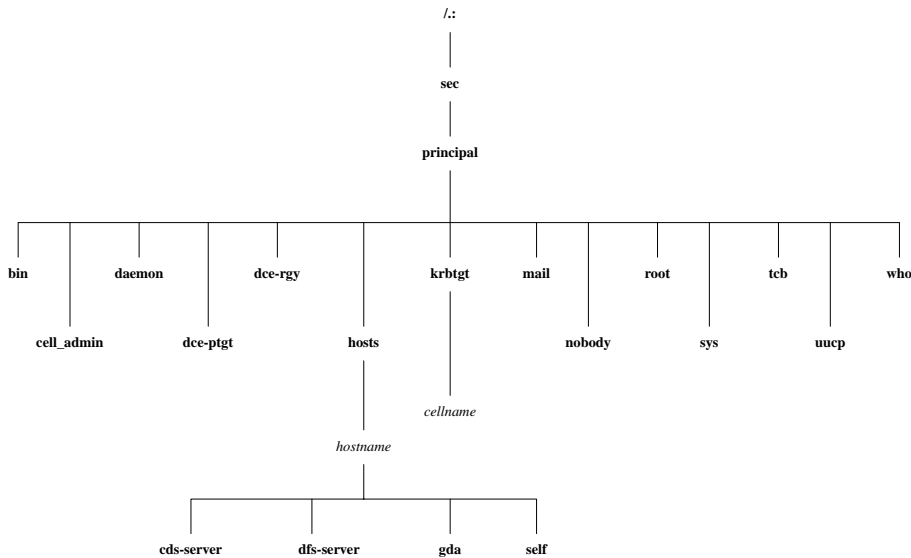 /.:
sec
principal
bin daemon dce-rgy krbtgt mail root tcb who
cell_admin dce-ptgt hosts nobody sys uucp
cellname
hostname
cds-server dfs-server gda self